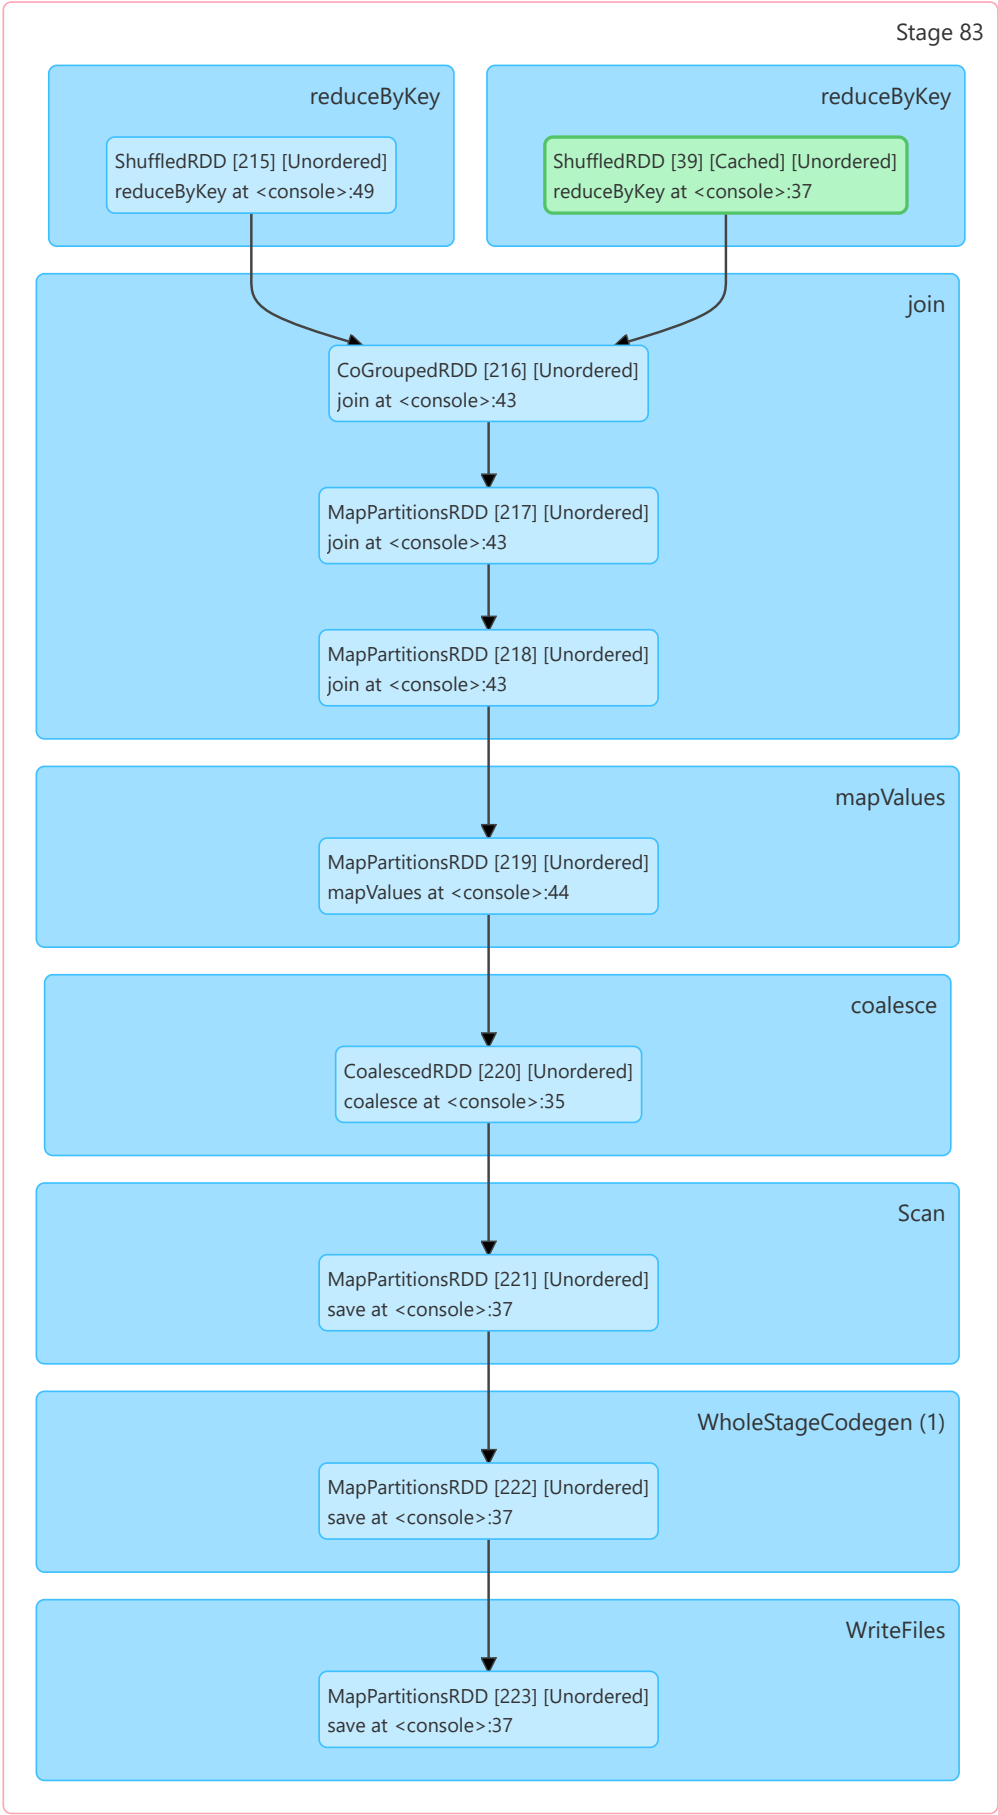 Stage 83
reduceByKey
ShuffledRDD [215] [Unordered]
reduceByKey at <console>:49
reduceByKey
ShuffledRDD [39] [Cached] [Unordered]
reduceByKey at <console>:37
join
CoGroupedRDD [216] [Unordered]
join at <console>:43
MapPartitionsRDD [217] [Unordered]
join at <console>:43
MapPartitionsRDD [218] [Unordered]
join at <console>:43
mapValues
MapPartitionsRDD [219] [Unordered]
mapValues at <console>:44
coalesce
CoalescedRDD [220] [Unordered]
coalesce at <console>:35
Scan
MapPartitionsRDD [221] [Unordered]
save at <console>:37
WholeStageCodegen (1)
MapPartitionsRDD [222] [Unordered]
save at <console>:37
WriteFiles
MapPartitionsRDD [223] [Unordered]
save at <console>:37